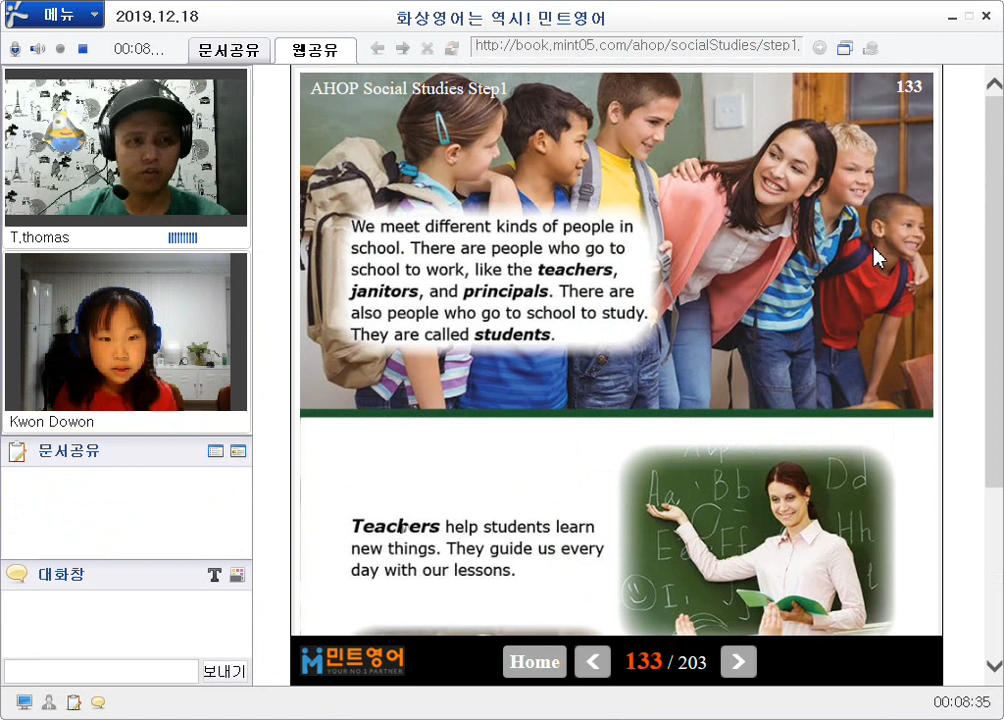 메뉴 2019.12.18 화상영어는 역시! 민트영어
00:08... 문서공유 웹공유 http://book.mint05.com/ahop/socialStudies/step1.
AHOP Social Studies Step1 133
We meet different kinds of people in
school. There are people who go to
school to work, like the teachers,
janitors, and principals. There are
also people who go to school to study.
They are called students.
T.thomas
Kwon Dowon
문서공유
Aa Bb Dd
Ee Ff Hh
I
Teachers help students learn
new things. They guide us every
day with our lessons.
대화창 T
보내기
민트영어
YOUR NO.1 PARTNER
Home < 133 / 203 >
00:08:35